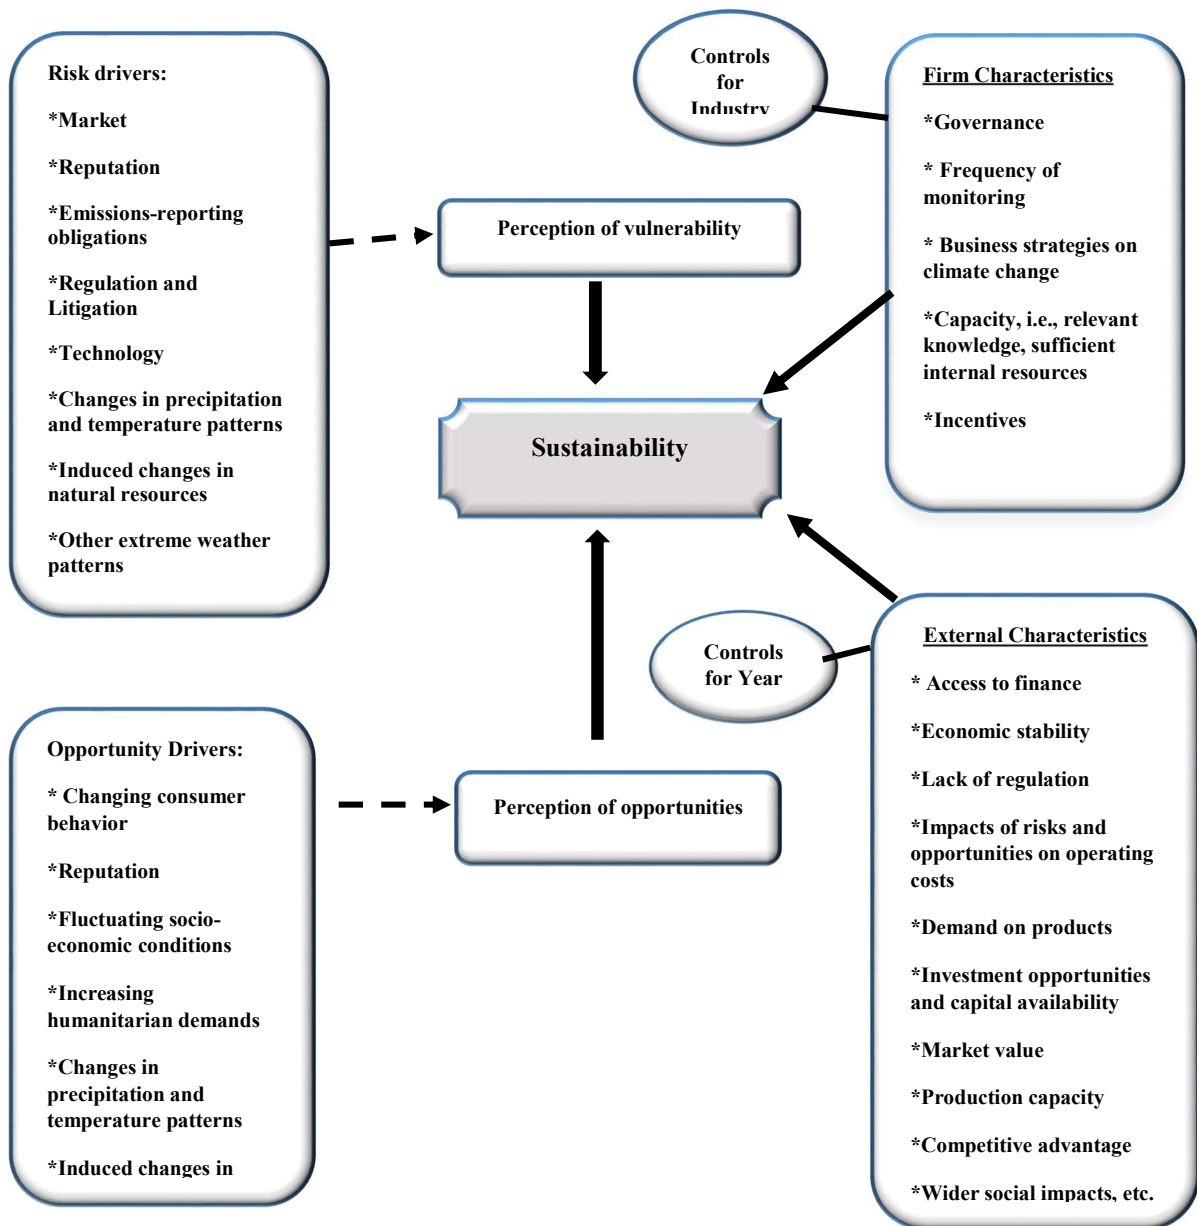 Risk drivers:
*Market
*Reputation
*Emissions-reporting
obligations
*Regulation and
Litigation
*Technology
*Changes in precipitation
and temperature patterns
*Induced changes in
natural resources
*Other extreme weather
patterns
Perception of vulnerability
Controls
for
Industry
Firm Characteristics
*Governance
* Frequency of
monitoring
* Business strategies on
climate change
*Capacity, i.e., relevant
knowledge, sufficient
internal resources
*Incentives
Sustainability
Opportunity Drivers:
* Changing consumer
behavior
*Reputation
*Fluctuating socio-
economic conditions
*Increasing
humanitarian demands
*Changes in
precipitation and
temperature patterns
*Induced changes in
Perception of opportunities
Controls
for Year
External Characteristics
* Access to finance
*Economic stability
*Lack of regulation
*Impacts of risks and
opportunities on operating
costs
*Demand on products
*Investment opportunities
and capital availability
*Market value
*Production capacity
*Competitive advantage
*Wider social impacts, etc.